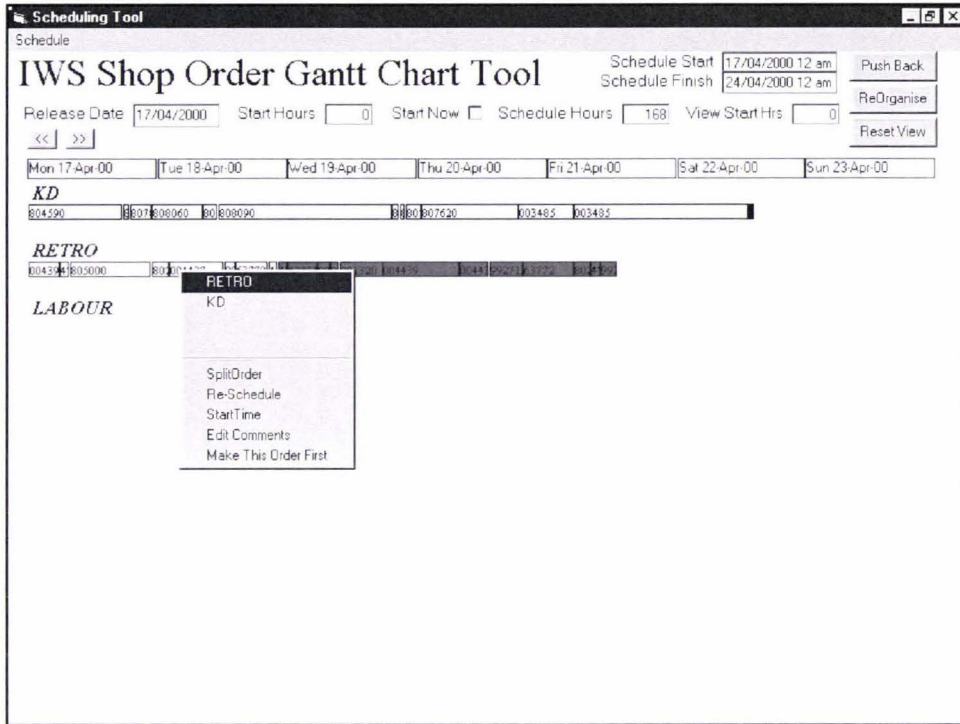 Scheduling Tool
Schedule
IWS Shop Order Gantt Chart Tool
Schedule Start 17/04/2000 12 am
Schedule Finish 24/04/2000 12 am
Push Back
ReOrganise
Reset View
Release Date 17/04/2000 Start Hours 0 Start Now Schedule Hours 168 View Start Hrs 0
<< >>
Mon 17-Apr-00 Tue 18-Apr-00 Wed 19-Apr-00 Thu 20-Apr-00 Fri 21-Apr-00 Sat 22-Apr-00 Sun 23-Apr-00
KD
804590 807 808060 80 808090 80 807620 003485 003485
RETRO
00439 805000 802 004439
RETRO
KD
LABOUR
SplitOrder
Re-Schedule
StartTime
Edit Comments
Make This Order First